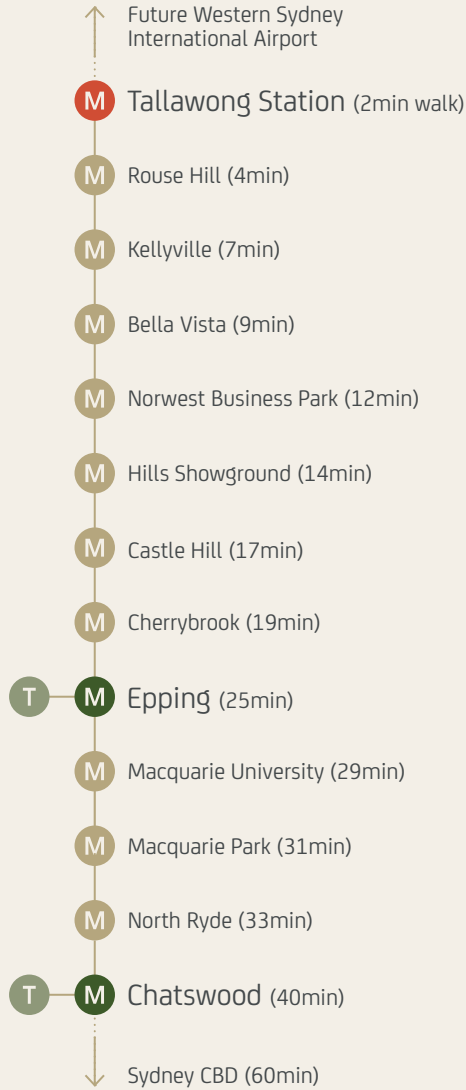 Future Western Sydney
International Airport
M Tallawong Station (2min walk)
M Rouse Hill (4min)
M Kellyville (7min)
M Bella Vista (9min)
M Norwest Business Park (12min)
M Hills Showground (14min)
M Castle Hill (17min)
M Cherrybrook (19min)
T M Epping (25min)
M Macquarie University (29min)
M Macquarie Park (31min)
M North Ryde (33min)
T M Chatswood (40min)
Sydney CBD (60min)